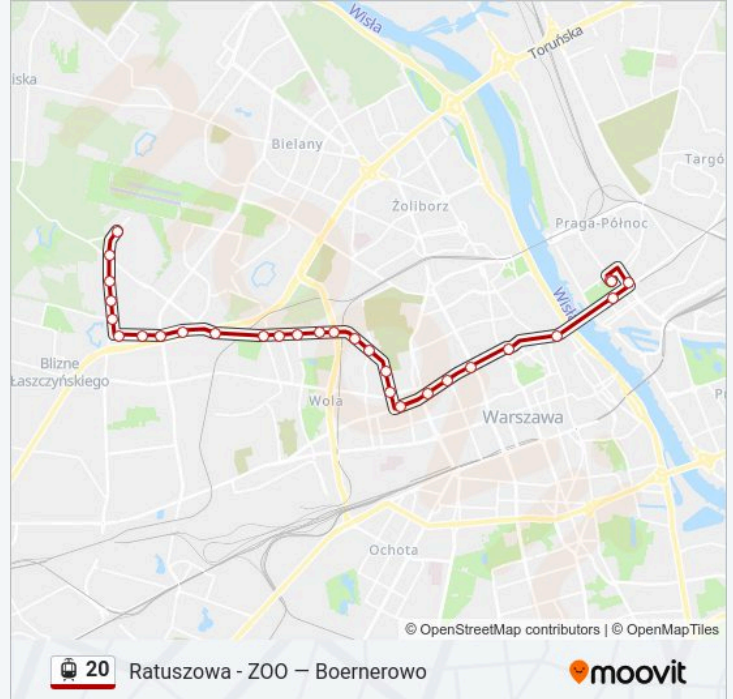 Wisła
Toruńska
iska
Bielany
Targó
Żoliborz
Praga-Północ
Wisła
Blizne
Łaszczyńskiego
Wola
Warszawa
Ochota
© OpenStreetMap contributors | © OpenMapTiles
20 Ratuszowa - ZOO — Boernerowo
moovit